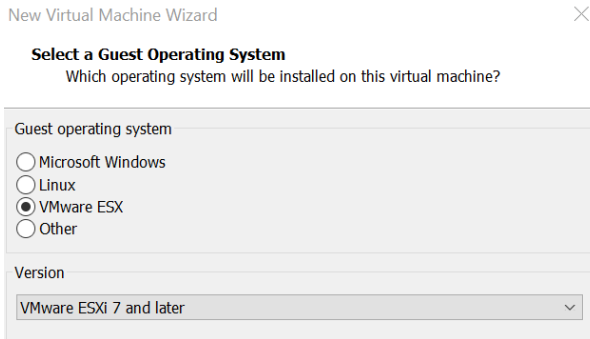 New Virtual Machine Wizard
Select a Guest Operating System
Which operating system will be installed on this virtual machine?
Guest operating system
Microsoft Windows
Linux
VMware ESX
Other
Version
VMware ESXi 7 and later